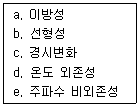 a. 이방성
b. 선형성
c. 경시변화
d. 온도 외존성
e. 주파수 비외존성